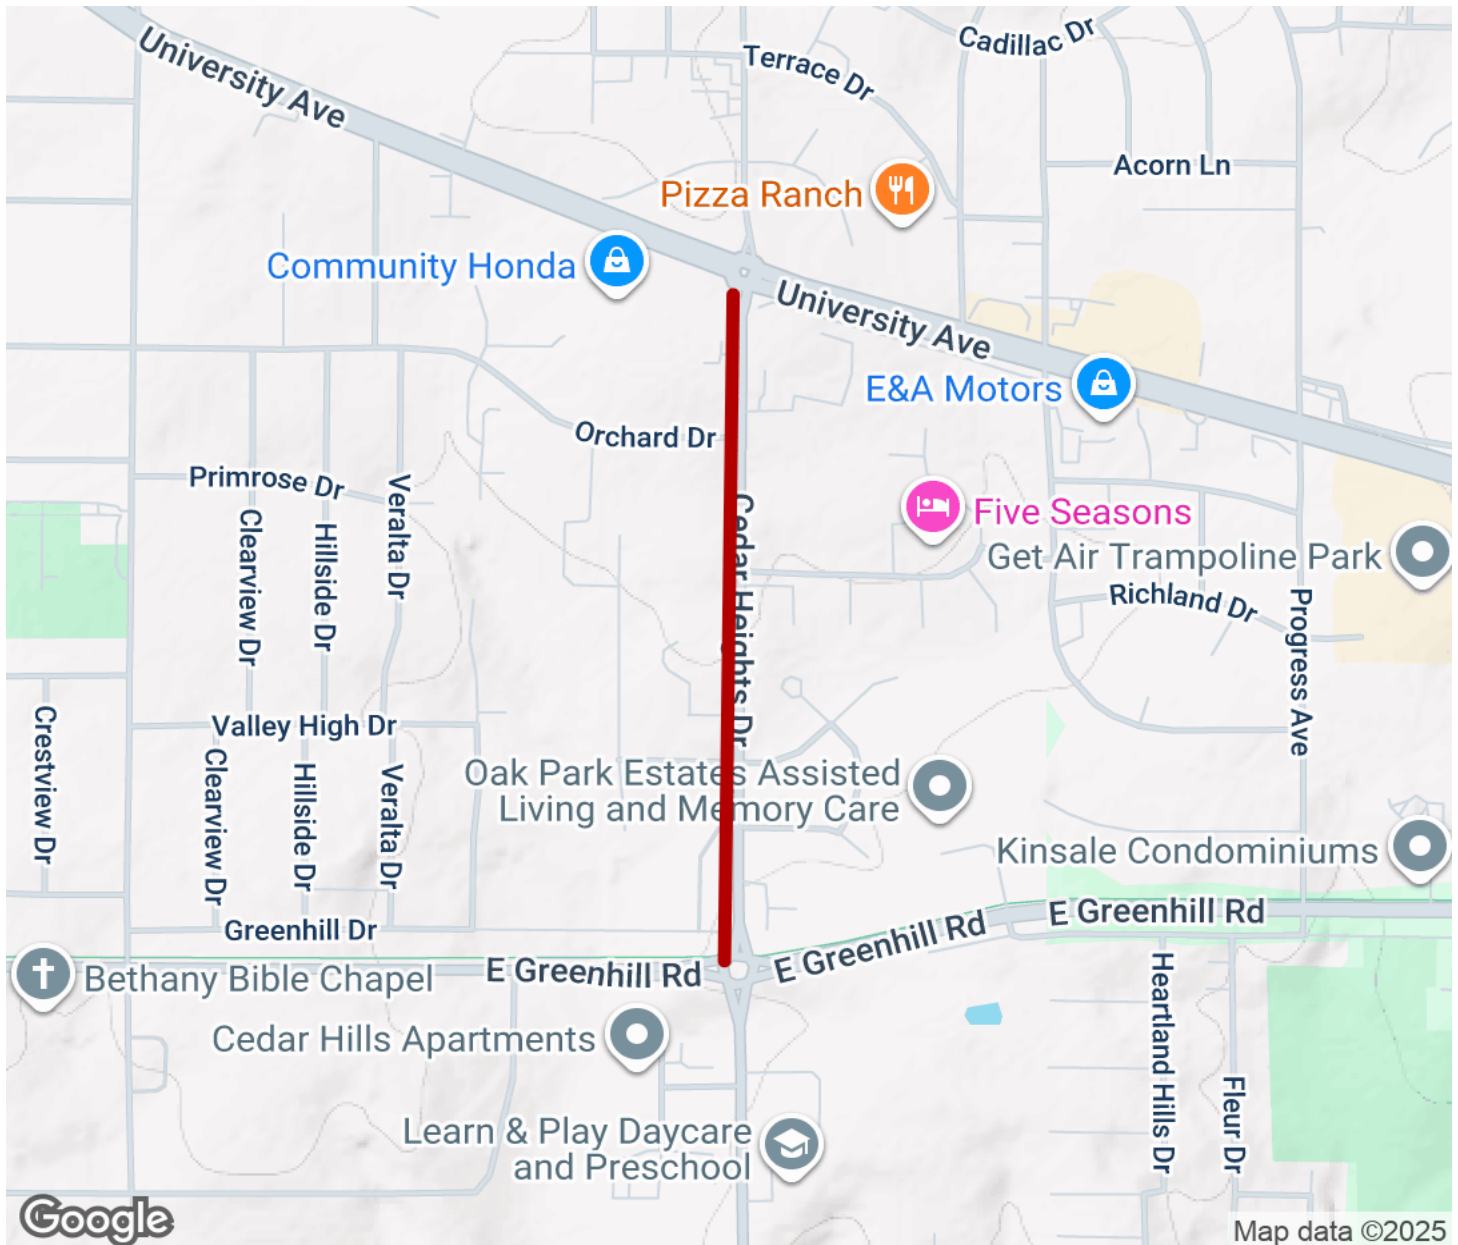 Cadillac Dr
University Ave
Terrace Dr
Acorn Ln
Pizza Ranch
Community Honda
University Ave
E&A Motors
Orchard Dr
Primrose Dr
Veralta Dr
Cedar Heights Dr
Five Seasons
Clearview Dr
Hillside Dr
Get Air Trampoline Park
Richland Dr
Progress Ave
Crestview Dr
Valley High Dr
Clearview Dr
Hillside Dr
Veralta Dr
Oak Park Estates Assisted
Living and Memory Care
Kinsale Condominiums
Greenhill Dr
E Greenhill Rd
E Greenhill Rd
E Greenhill Rd
Bethany Bible Chapel
Cedar Hills Apartments
Heartland Hills Dr
Fleur Dr
Learn & Play Daycare
and Preschool
Google
Map data ©2025